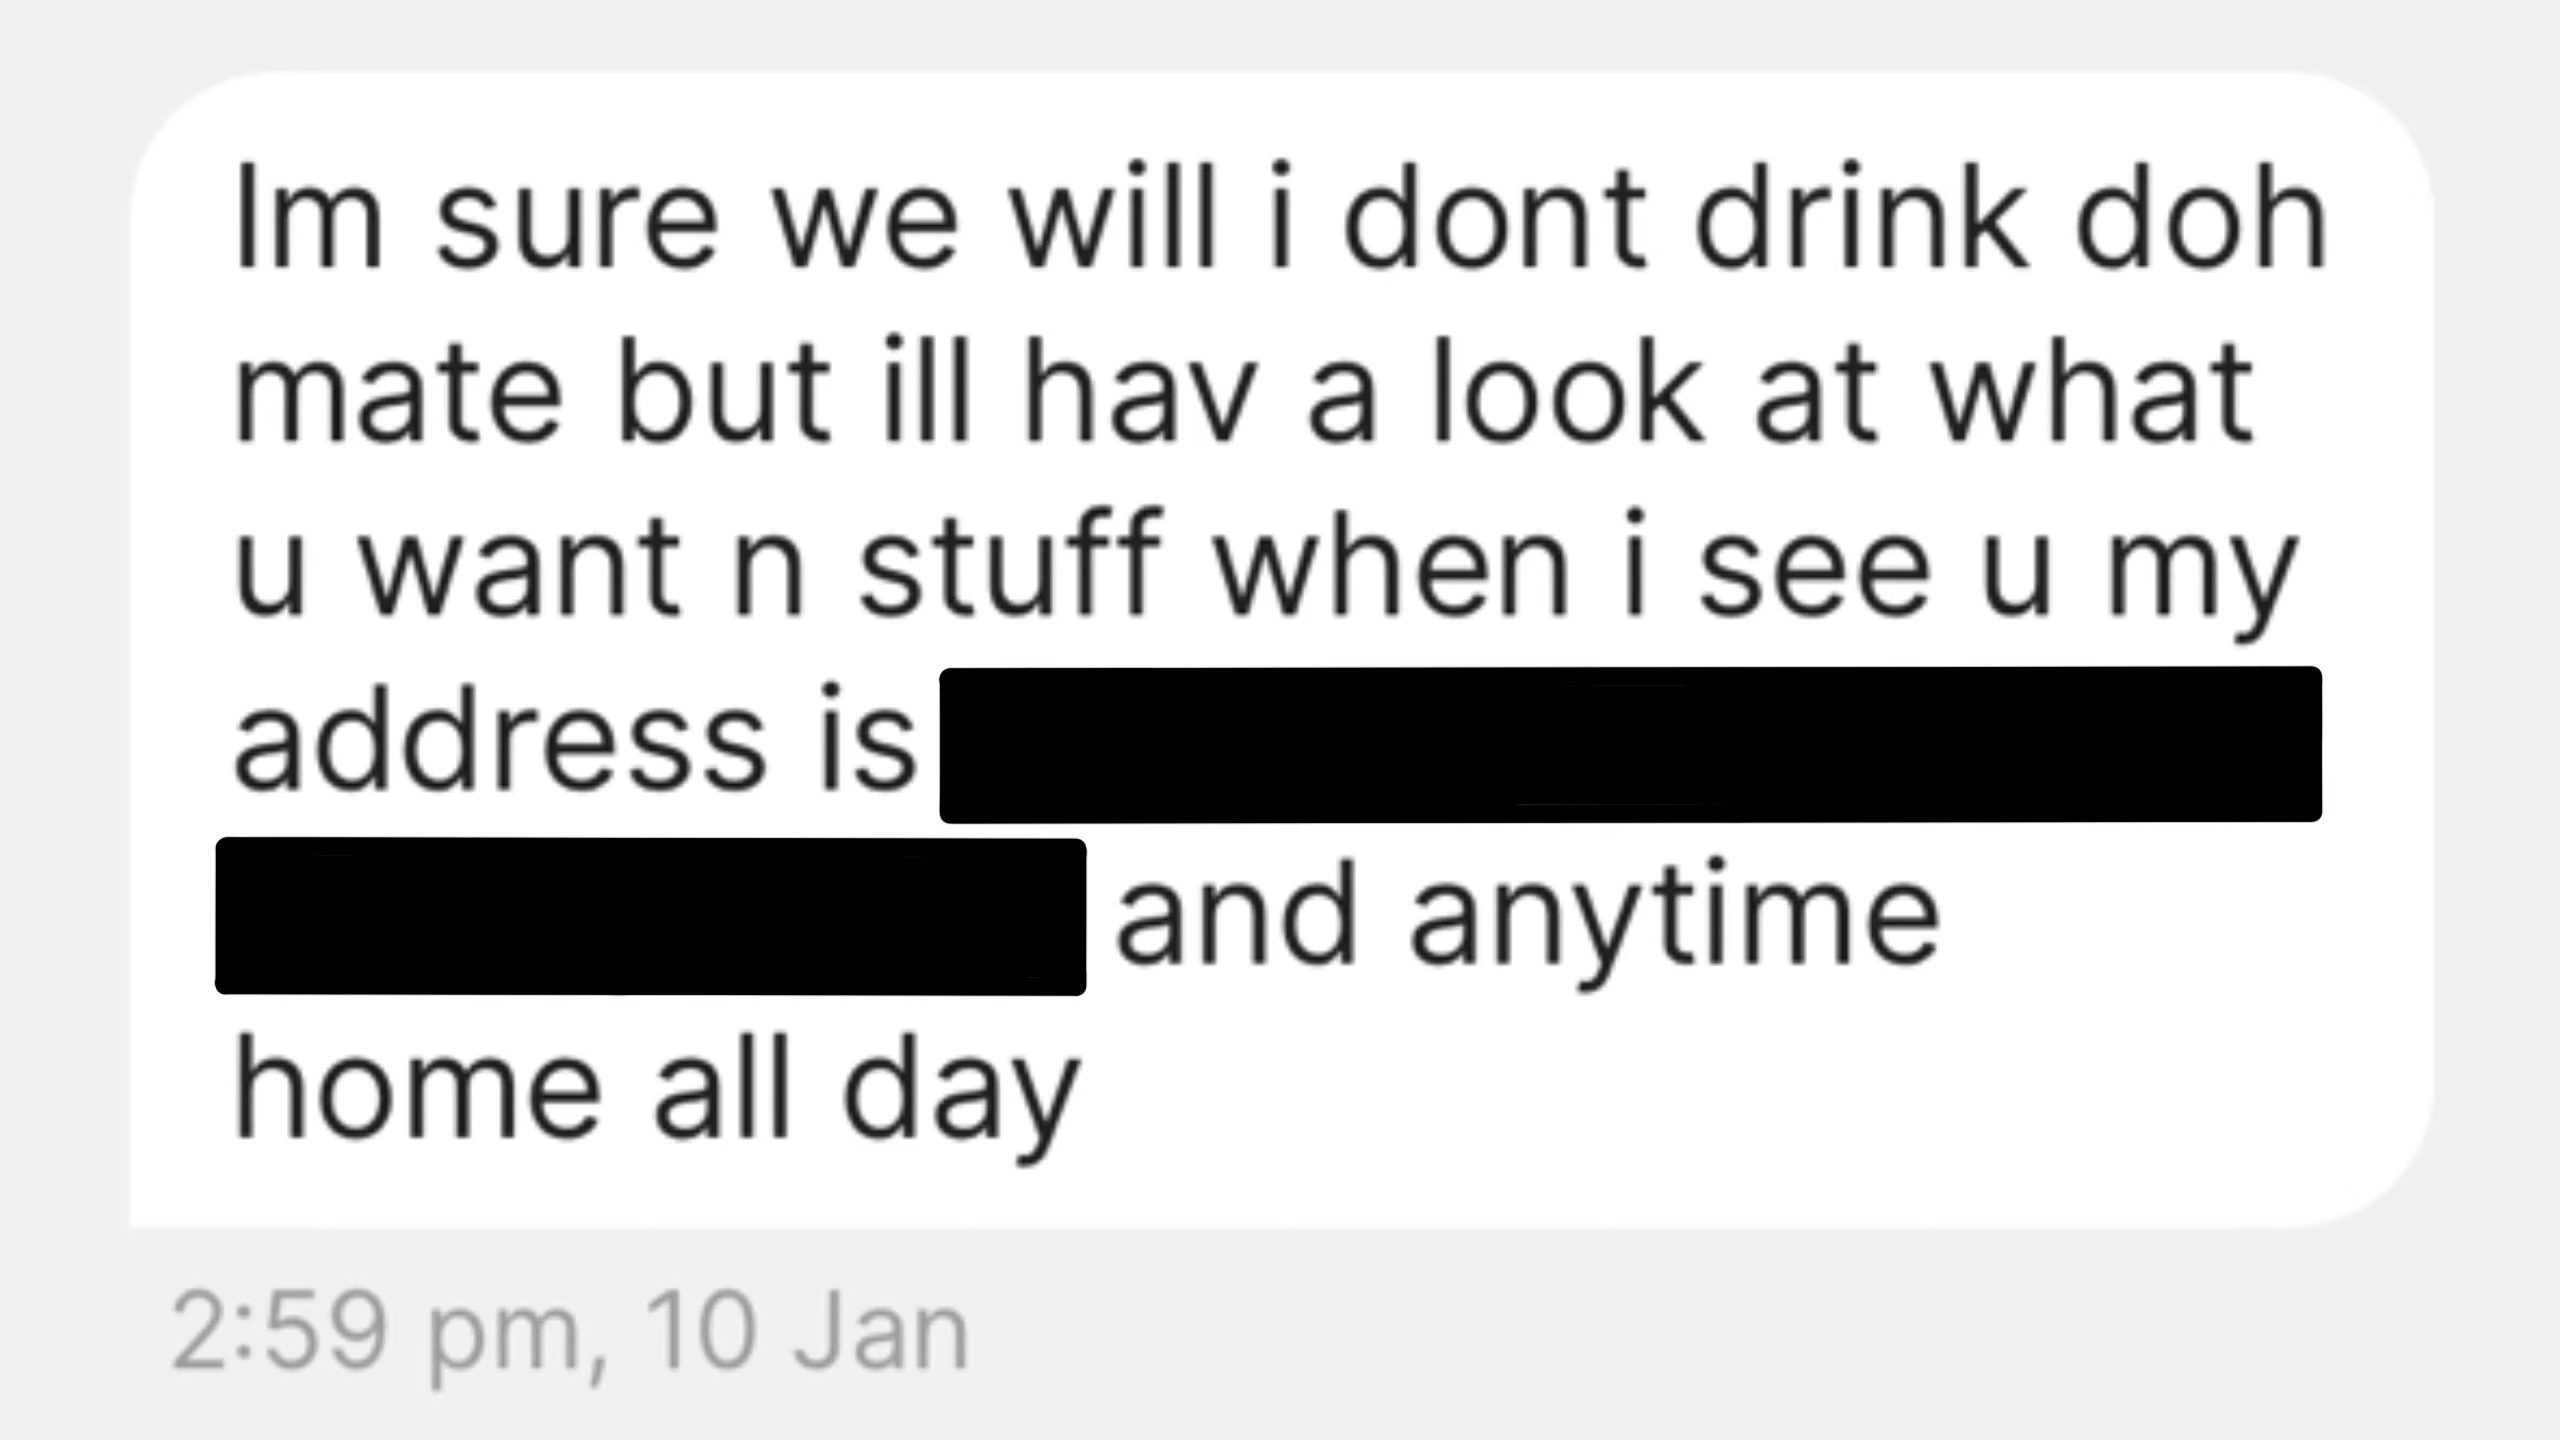 Im sure we will i dont drink doh
mate but ill hav a look at what
u want n stuff when i see u my
address is
and anytime
home all day
2:59 pm, 10 Jan